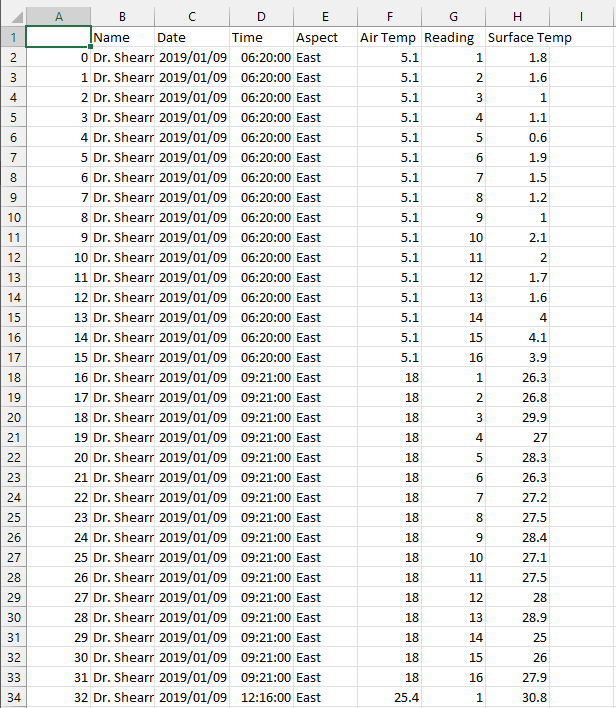 A B C D E F G H I
1 Name Date Time Aspect Air Temp Reading Surface Temp
2 0 Dr. Shearr 2019/01/09 06:20:00 East 5.1 1 1.8
3 1 Dr. Shearr 2019/01/09 06:20:00 East 5.1 2 1.6
4 2 Dr. Shearr 2019/01/09 06:20:00 East 5.1 3 1
5 3 Dr. Shearr 2019/01/09 06:20:00 East 5.1 4 1.1
6 4 Dr. Shearr 2019/01/09 06:20:00 East 5.1 5 0.6
7 5 Dr. Shearr 2019/01/09 06:20:00 East 5.1 6 1.9
8 6 Dr. Shearr 2019/01/09 06:20:00 East 5.1 7 1.5
9 7 Dr. Shearr 2019/01/09 06:20:00 East 5.1 8 1.2
10 8 Dr. Shearr 2019/01/09 06:20:00 East 5.1 9 1
11 9 Dr. Shearr 2019/01/09 06:20:00 East 5.1 10 2.1
12 10 Dr. Shearr 2019/01/09 06:20:00 East 5.1 11 2
13 11 Dr. Shearr 2019/01/09 06:20:00 East 5.1 12 1.7
14 12 Dr. Shearr 2019/01/09 06:20:00 East 5.1 13 1.6
15 13 Dr. Shearr 2019/01/09 06:20:00 East 5.1 14 4
16 14 Dr. Shearr 2019/01/09 06:20:00 East 5.1 15 4.1
17 15 Dr. Shearr 2019/01/09 06:20:00 East 5.1 16 3.9
18 16 Dr. Shearr 2019/01/09 09:21:00 East 18 1 26.3
19 17 Dr. Shearr 2019/01/09 09:21:00 East 18 2 26.8
20 18 Dr. Shearr 2019/01/09 09:21:00 East 18 3 29.9
21 19 Dr. Shearr 2019/01/09 09:21:00 East 18 4 27
22 20 Dr. Shearr 2019/01/09 09:21:00 East 18 5 28.3
23 21 Dr. Shearr 2019/01/09 09:21:00 East 18 6 26.3
24 22 Dr. Shearr 2019/01/09 09:21:00 East 18 7 27.2
25 23 Dr. Shearr 2019/01/09 09:21:00 East 18 8 27.5
26 24 Dr. Shearr 2019/01/09 09:21:00 East 18 9 28.4
27 25 Dr. Shearr 2019/01/09 09:21:00 East 18 10 27.1
28 26 Dr. Shearr 2019/01/09 09:21:00 East 18 11 27.5
29 27 Dr. Shearr 2019/01/09 09:21:00 East 18 12 28
30 28 Dr. Shearr 2019/01/09 09:21:00 East 18 13 28.9
31 29 Dr. Shearr 2019/01/09 09:21:00 East 18 14 25
32 30 Dr. Shearr 2019/01/09 09:21:00 East 18 15 26
33 31 Dr. Shearr 2019/01/09 09:21:00 East 18 16 27.9
34 32 Dr. Shearr 2019/01/09 12:16:00 East 25.4 1 30.8